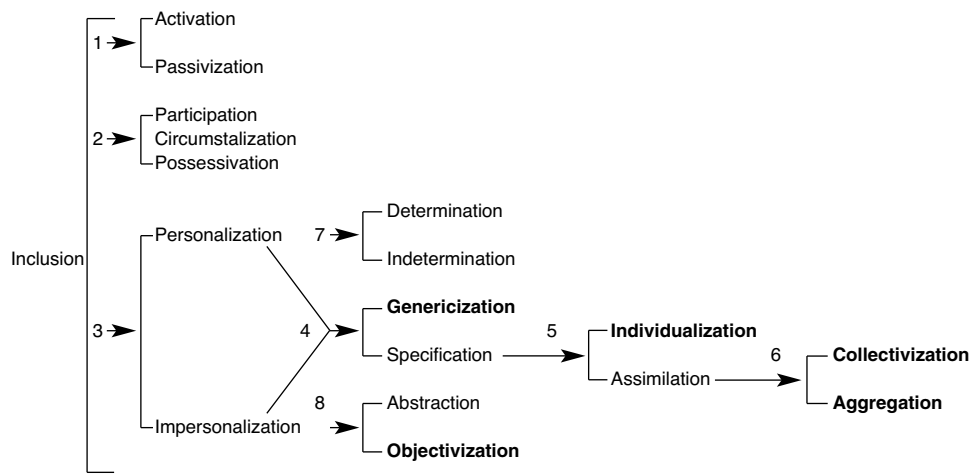 Activation
1
Passivization
Participation
2 Circumstalization
Possessivation
Determination
Personalization 7
Indetermination
Inclusion
Genericization
3 4 5 Individualization
Specification 6 Collectivization
Assimilation
Aggregation
8 Abstraction
Impersonalization
Objectivization